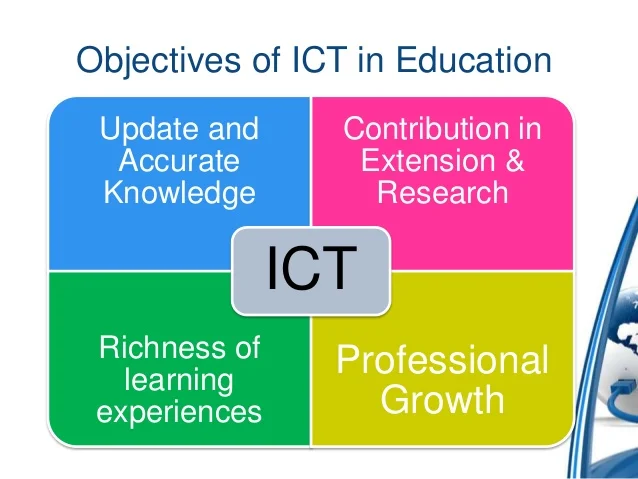 Objectives of ICT in Education
Update and
Accurate
Knowledge
Contribution in
Extension &
Research
ICT
Richness of
learning
experiences
Professional
Growth